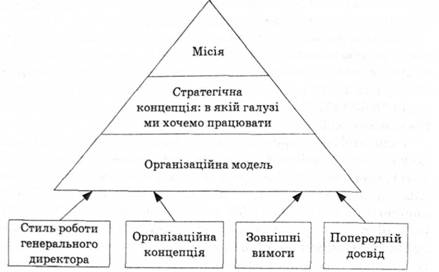 Місія
Стратегічна
концепція: в якій галузі
ми хочемо працювати
Організаційна модель
Стиль роботи
генерального
директора
Організаційна
концепція
Зовнішні
вимоги
Попередній
досвід